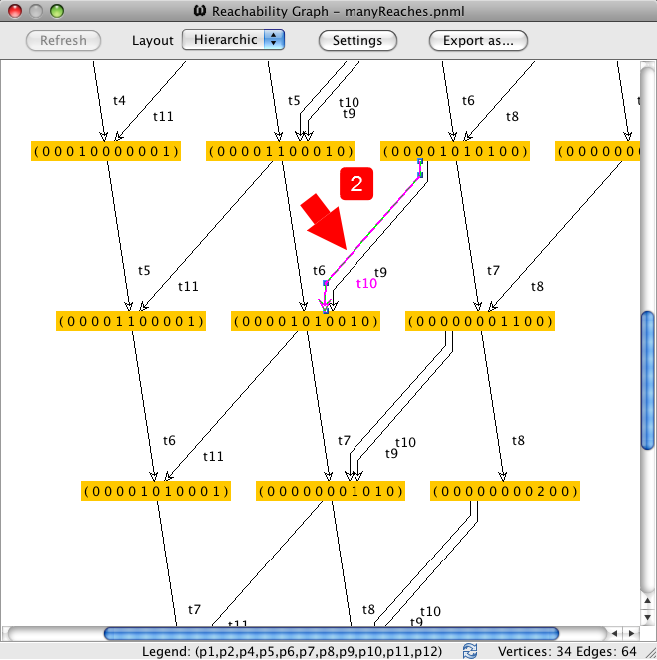 Reachability Graph - manyReaches.pnml
Refresh Layout Hierarchic Settings Export as...
t4 t5 t10 t6
t11 t9 t8
(0 0 0 1 0 0 0 0 0 0 1) (0 0 0 0 1 1 0 0 0 1 0) (0 0 0 0 1 0 1 0 1 0 0) (0 0 0 0 0 0
2
t5 t6 t9 t7
t11 t10 t8
(0 0 0 0 1 1 0 0 0 0 1) (0 0 0 0 1 0 1 0 0 1 0) (0 0 0 0 0 0 0 1 1 0 0)
t6 t7 t10 t8
t11 t9
(0 0 0 0 1 0 1 0 0 0 1) (0 0 0 0 0 0 0 1 0 1 0) (0 0 0 0 0 0 0 0 2 0 0)
t7 t8 t10
t11 t9
Legend: (p1,p2,p4,p5,p6,p7,p8,p9,p10,p11,p12) Vertices: 34 Edges: 64